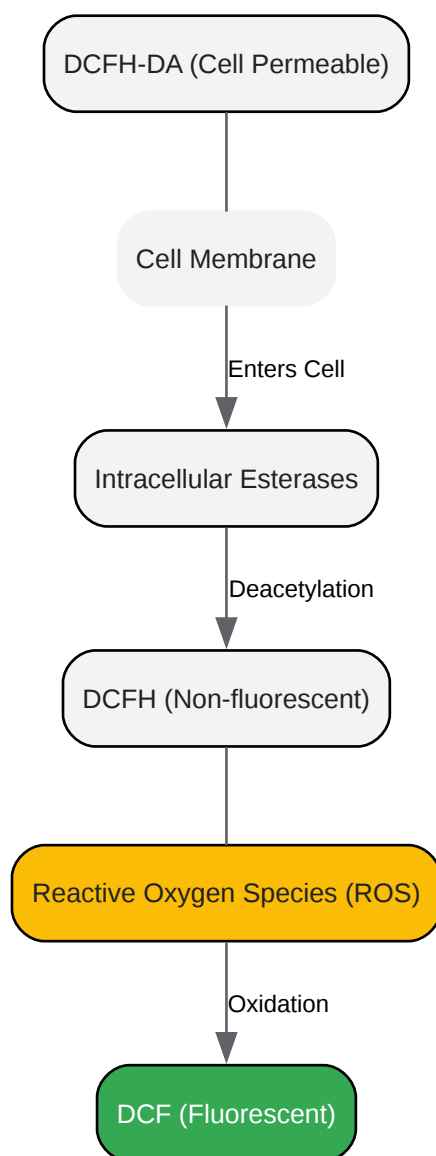 DCFH-DA (Cell Permeable)
Cell Membrane
Enters Cell
Intracellular Esterases
Deacetylation
DCFH (Non-fluorescent)
Reactive Oxygen Species (ROS)
Oxidation
DCF (Fluorescent)